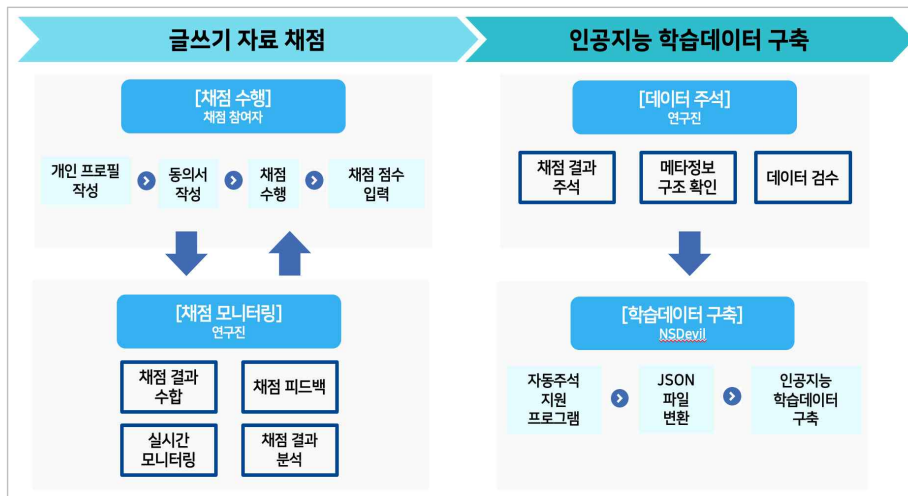 글쓰기 자료 채점
[채점 수행]
채점 참여자
개인 프로필
작성
동의서
작성
채점
수행
채점 점수
입력
[채점 모니터링]
연구진
채점 결과
수합
채점 피드백
실시간
모니터링
채점 결과
분석
인공지능 학습데이터 구축
[데이터 주석]
연구진
채점 결과
주석
메타정보
구조 확인
데이터 검수
[학습데이터 구축]
NSDevil
자동주석
지원
프로그램
JSON
파일
변환
인공지능
학습데이터
구축